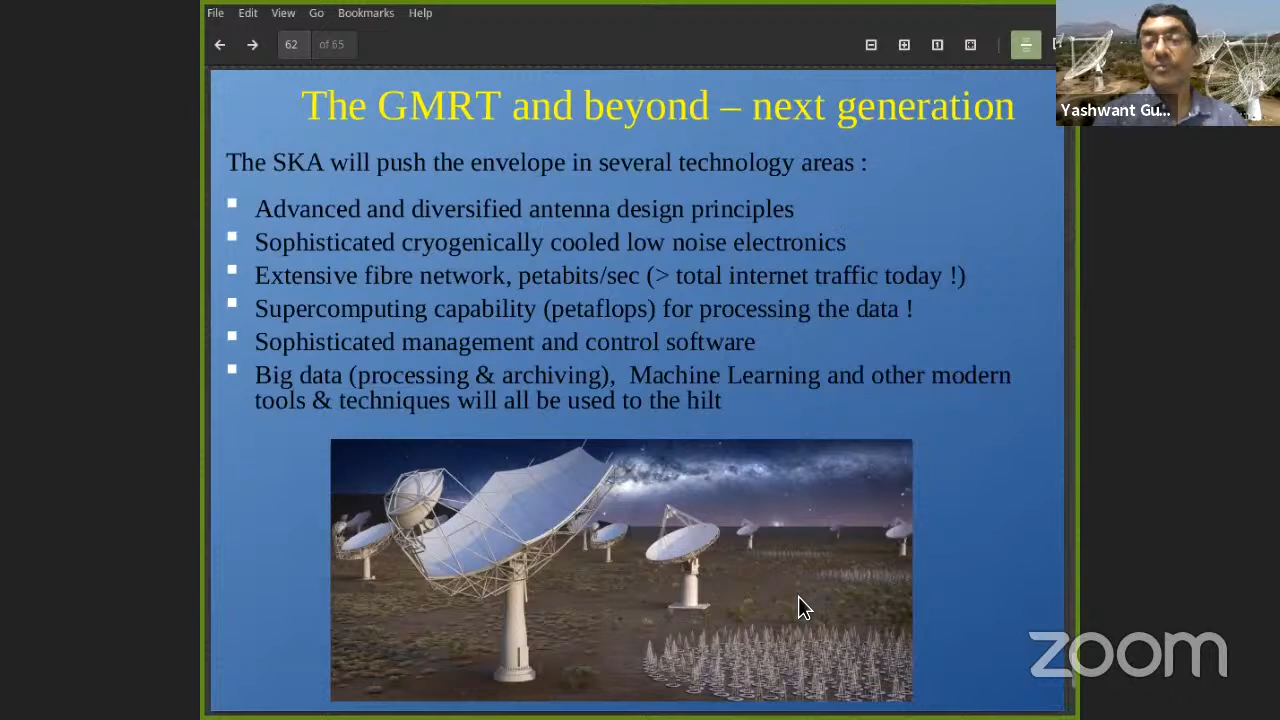 File Edit View Go Bookmarks Help
62 of 65
Yashwant Gu...
The GMRT and beyond – next generation
The SKA will push the envelope in several technology areas :
Advanced and diversified antenna design principles
Sophisticated cryogenically cooled low noise electronics
Extensive fibre network, petabits/sec (> total internet traffic today !)
Supercomputing capability (petaflops) for processing the data !
Sophisticated management and control software
Big data (processing & archiving), Machine Learning and other modern
tools & techniques will all be used to the hilt
zoom